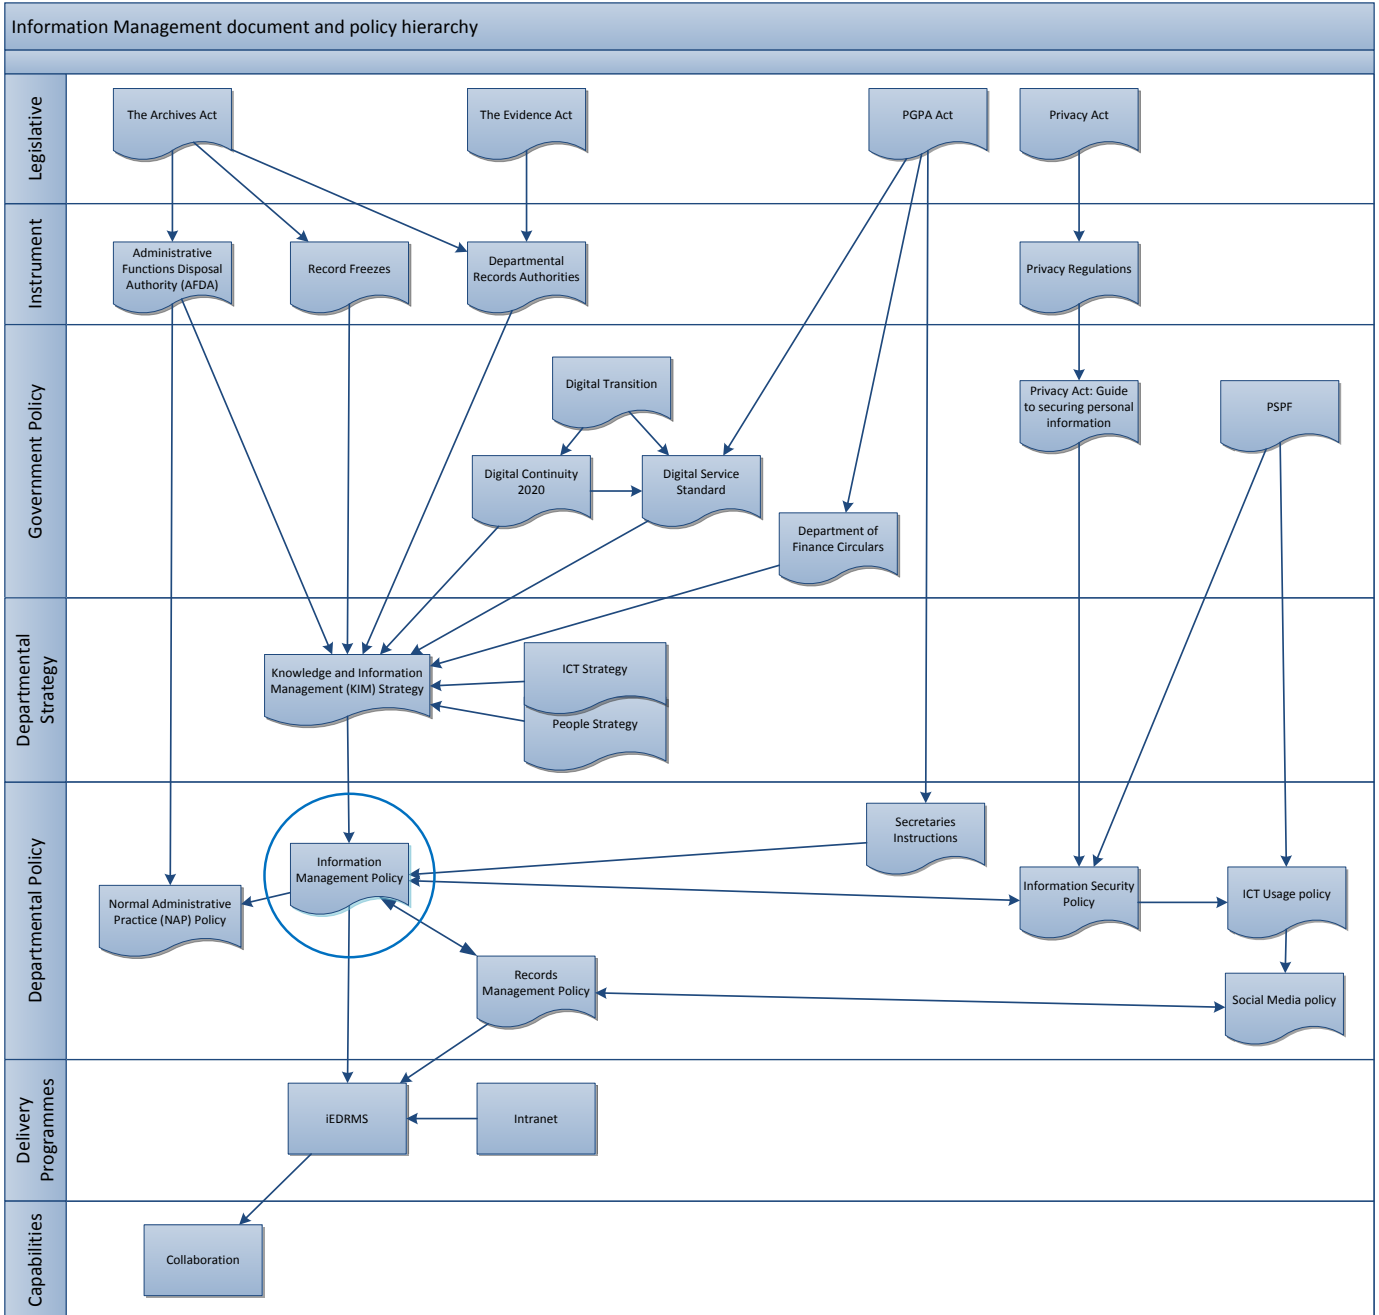 Information Management document and policy hierarchy
Legislative
The Archives Act
The Evidence Act
PGPA Act
Privacy Act
Instrument
Administrative
Functions Disposal
Authority (AFDA)
Record Freezes
Departmental
Records Authorities
Privacy Regulations
Government Policy
Digital Transition
Privacy Act: Guide
to securing personal
information
PSPF
Digital Continuity
2020
Digital Service
Standard
Department of
Finance Circulars
Departmental
Strategy
Knowledge and Information
Management (KIM) Strategy
ICT Strategy
People Strategy
Departmental Policy
Secretaries
Instructions
Information
Management Policy
Normal Administrative
Practice (NAP) Policy
Information Security
Policy
ICT Usage policy
Records
Management Policy
Social Media policy
Delivery
Programmes
iEDRMS
Intranet
Capabilities
Collaboration